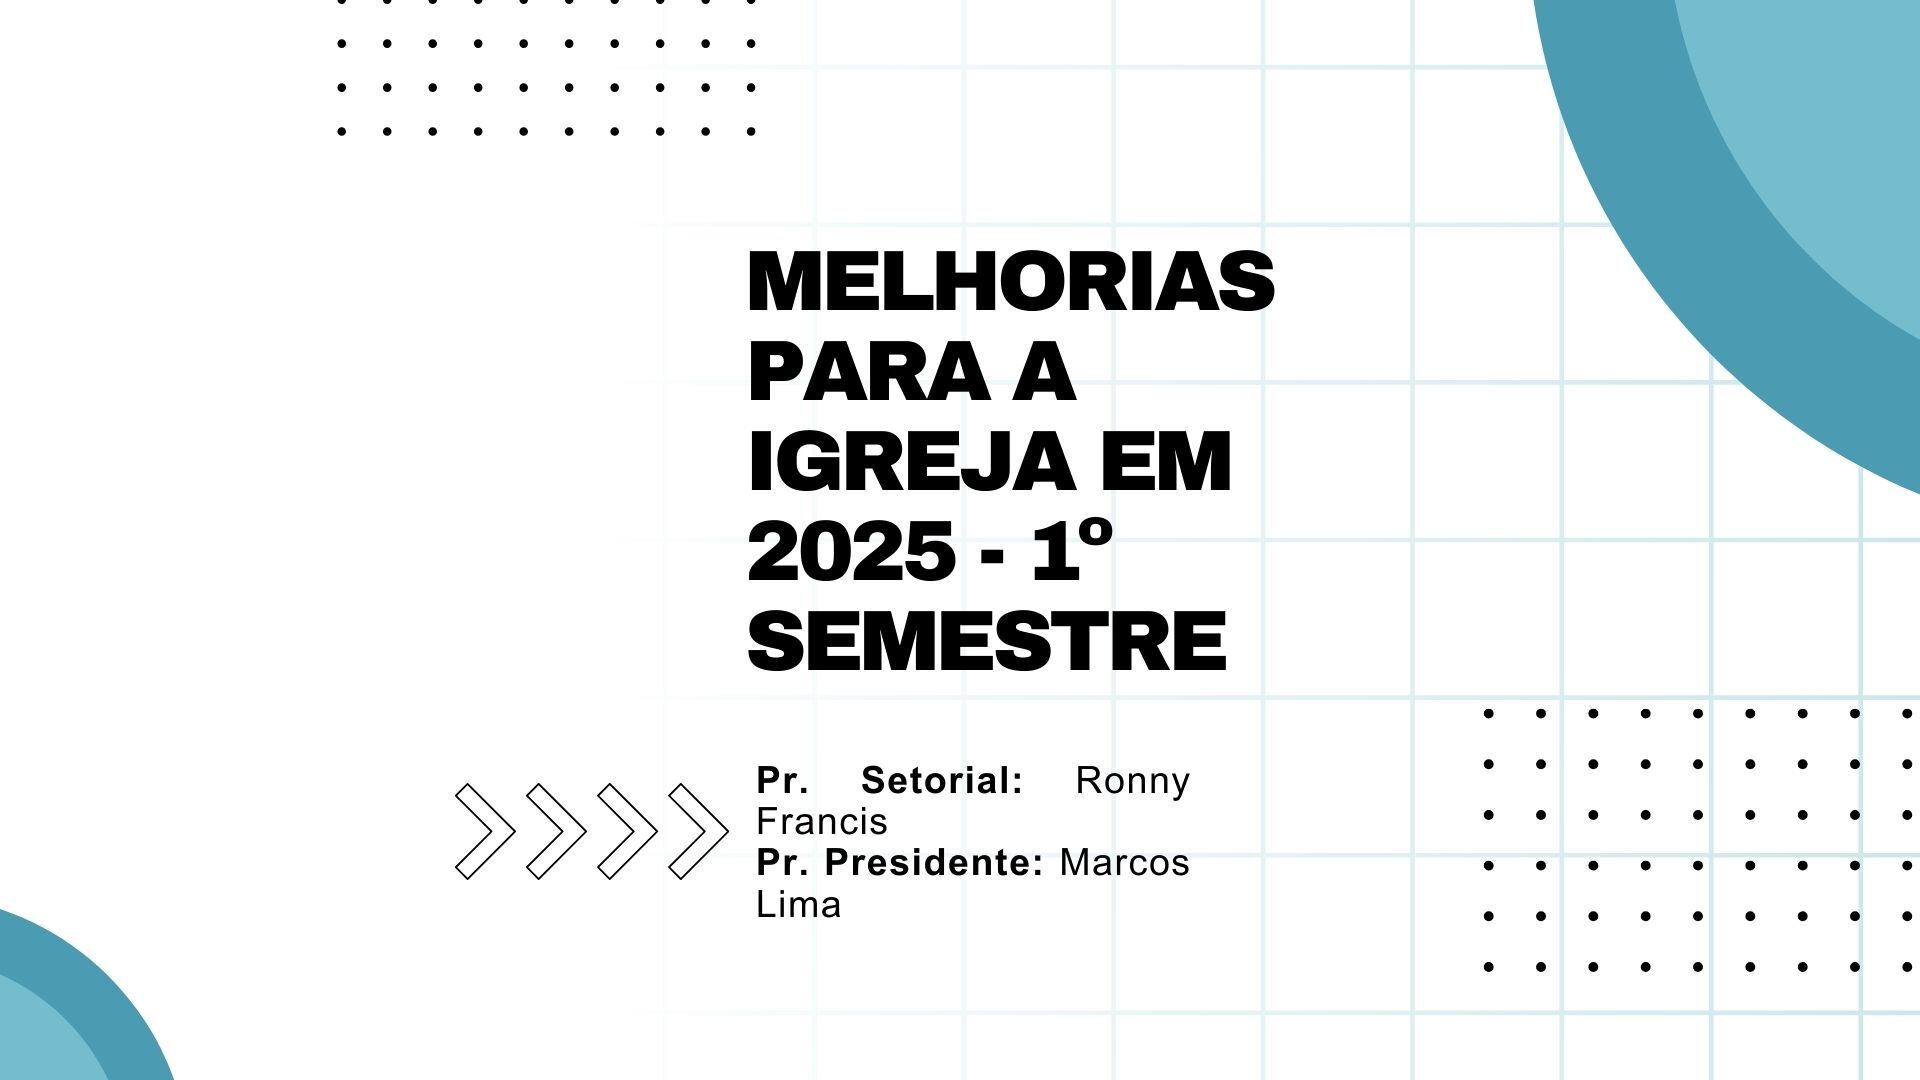 MELHORIAS
PARA A
IGREJA EM
2025 - 1º
SEMESTRE
Pr. Setorial: Ronny
Francis
Pr. Presidente: Marcos
Lima